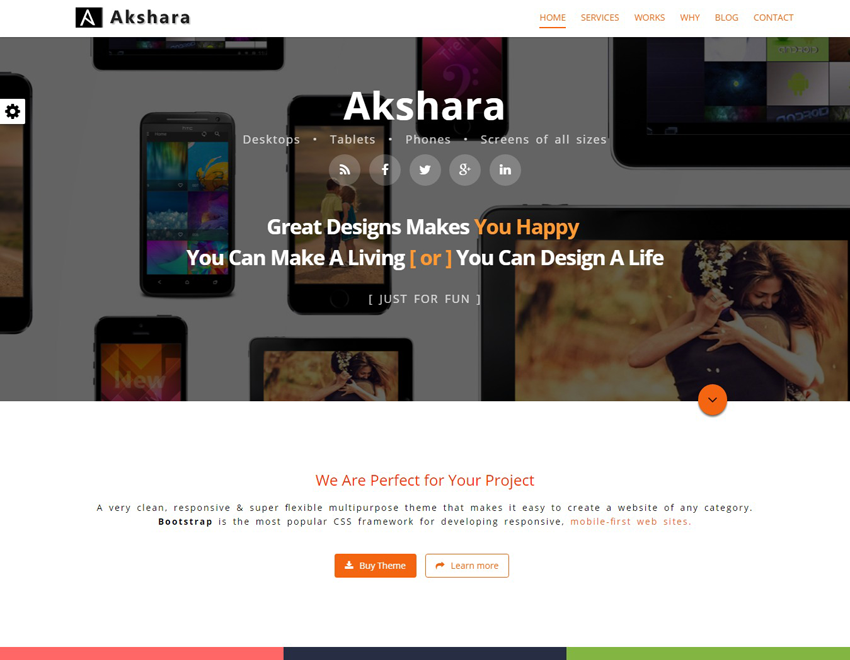 Akshara
HOME SERVICES WORKS WHY BLOG CONTACT
Akshara
Desktops • Tablets • Phones • Screens of all sizes
Great Designs Makes You Happy
You Can Make A Living [ or ] You Can Design A Life
[ JUST FOR FUN ]
New
We Are Perfect for Your Project
A very clean, responsive & super flexible multipurpose theme that makes it easy to create a website of any category.
Bootstrap is the most popular CSS framework for developing responsive, mobile-first web sites.
Buy Theme Learn more